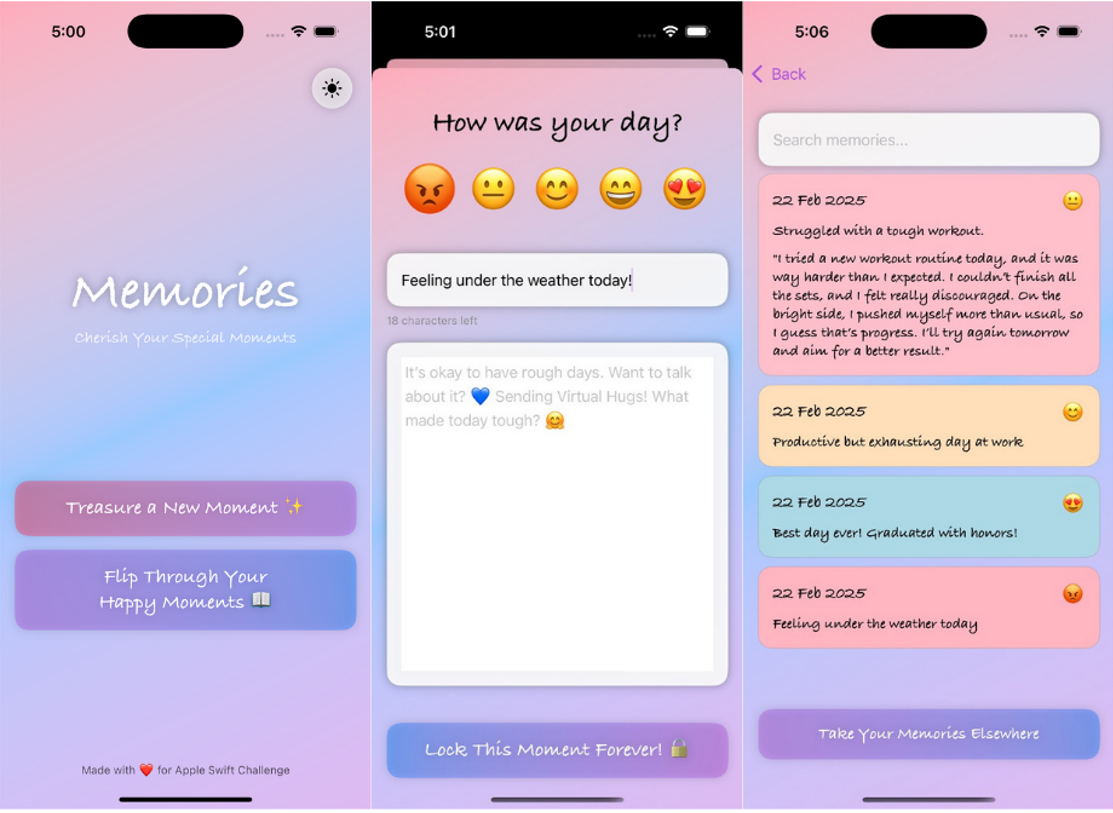 5:00
Memories
Cherish Your Special Moments
Treasure a New Moment ✨
Flip Through Your
Happy Moments 📖
Made with ❤️ for Apple Swift Challenge
5:01
How was your day?
😡 😐 😊 😄 😍
Feeling under the weather today!
18 characters left
It's okay to have rough days. Want to talk
about it? 💙 Sending Virtual Hugs! What
made today tough? 🤗
Lock This Moment Forever! 🔒
5:06
Back
Search memories...
22 Feb 2025 😐
Struggled with a tough workout.
"I tried a new workout routine today, and it was
way harder than I expected. I couldn't finish all
the sets, and I felt really discouraged. On the
bright side, I pushed myself more than usual, so
I guess that's progress. I'll try again tomorrow
and aim for a better result."
22 Feb 2025 😊
Productive but exhausting day at work
22 Feb 2025 😍
Best day ever! Graduated with honors!
22 Feb 2025 😡
Feeling under the weather today
Take Your Memories Elsewhere